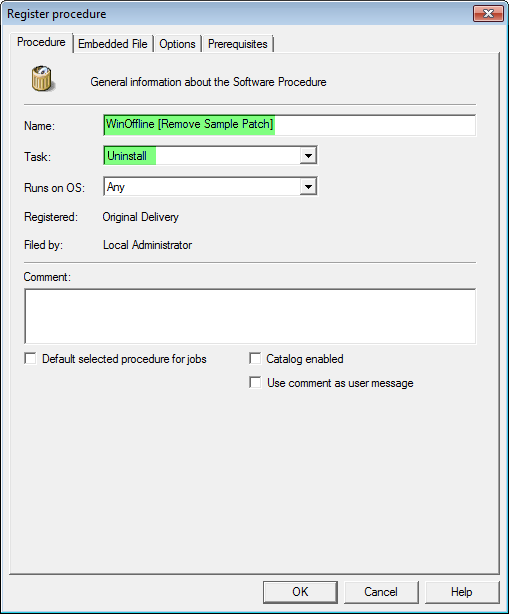 Register procedure
Procedure Embedded File Options Prerequisites
General information about the Software Procedure
Name: WinOffline [Remove Sample Patch]
Task: Uninstall
Runs on OS: Any
Registered: Original Delivery
Filed by: Local Administrator
Comment:
Default selected procedure for jobs Catalog enabled
Use comment as user message
OK Cancel Help